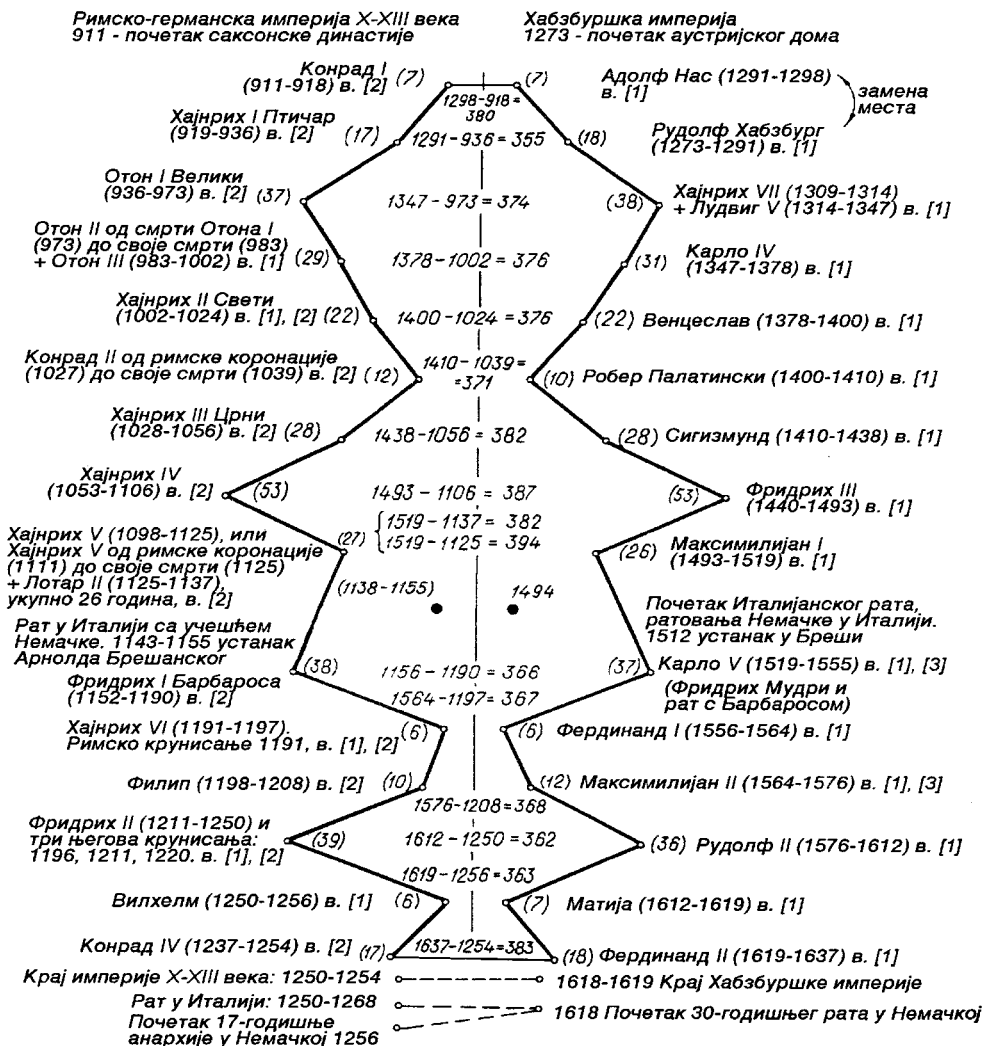 Римско-германска империја X-XIII века
911 - почетак саксонске династије
Хабзбуршка империја
1273 - почетак аустријског дома
Конрад I (7)
(911-918) в. [2]
(7)
Адолф Нас (1291-1298)
в. [1]
замена
места
1298-918=
380
Хајнрих I Птичар
(919-936) в. [2] (17)
1291-936=355
(18)
Рудолф Хабзбург
(1273-1291) в. [1]
Отон I Велики
(936-973) в. [2] (37)
1347-973=374
(38)
Хајнрих VII (1309-1314)
+ Лудвиг V (1314-1347) в. [1]
Отон II од смрти Отона I
(973) до своје смрти (983)
+ Отон III (983-1002) в. [1] (29)
1378-1002=376
(31)
Карло IV
(1347-1378) в. [1]
Хајнрих II Свети
(1002-1024) в. [1], [2] (22)
1400-1024=376
(22) Венцеслав (1378-1400) в. [1]
Конрад II од римске коронације
(1027) до своје смрти (1039) в. [2] (12)
1410-1039=
=371
(10) Робер Палатински (1400-1410) в. [1]
Хајнрих III Црни
(1028-1056) в. [2] (28)
1438-1056=382
(28) Сигизмунд (1410-1438) в. [1]
Хајнрих IV
(1053-1106) в. [2]
(53)
1493-1106=387
(53)
Фридрих III
(1440-1493) в. [1]
Хајнрих V (1098-1125), или
Хајнрих V од римске коронације
(1111) до своје смрти (1125)
+ Лотар II (1125-1137),
укупно 26 година, в. [2]
(27)
1519-1137=382
1519-1125=394
(26)
Максимилијан I
(1493-1519) в. [1]
(1138-1155)
1494
Рат у Италији са учешћем
Немачке. 1143-1155 устанак
Арнолда Брешанског
Почетак Италијанског рата,
ратовања Немачке у Италији.
1512 устанак у Бреши
(38)
Фридрих I Барбароса
(1152-1190) в. [2]
1156-1190=366
(37)
Карло V (1519-1555) в. [1], [3]
(Фридрих Мудри и
рат с Барбаросом)
1564-1197=367
Хајнрих VI (1191-1197).
Римско крунисање 1191, в. [1], [2] (6)
(6) Фердинанд I (1556-1564) в. [1]
Филип (1198-1208) в. [2] (10)
(12) Максимилијан II (1564-1576) в. [1], [3]
1576-1208=368
Фридрих II (1211-1250) и
три његова крунисања:
1196, 1211, 1220. в. [1], [2]
(39)
1612-1250=362
(36) Рудолф II (1576-1612) в. [1]
1619-1256=363
Вилхелм (1250-1256) в. [1] (6)
(7) Матија (1612-1619) в. [1]
Конрад IV (1237-1254) в. [2] (17)
1637-1254=383
(18) Фердинанд II (1619-1637) в. [1]
Крај империје X-XIII века: 1250-1254
1618-1619 Крај Хабзбуршке империје
Рат у Италији: 1250-1268
Почетак 17-годишње
анархије у Немачкој 1256
1618 Почетак 30-годишњег рата у Немачкој